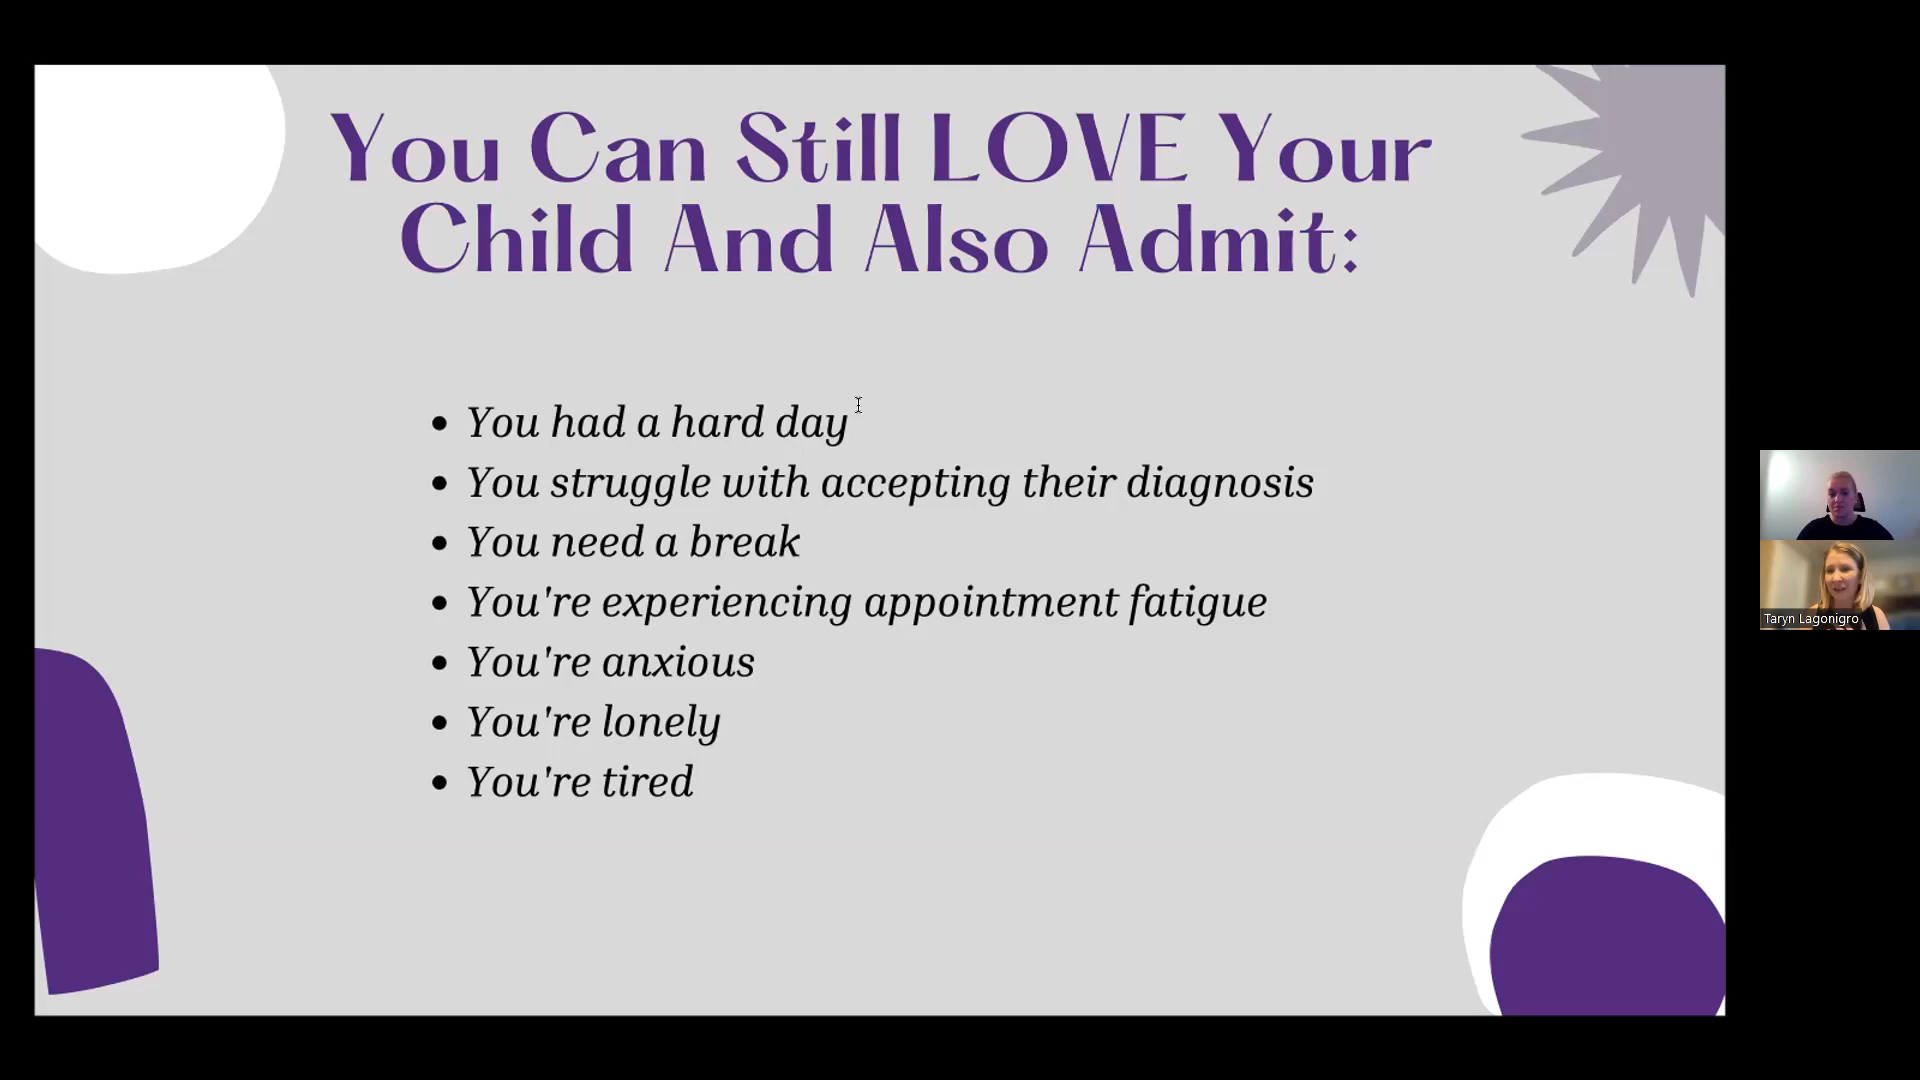 You Can Still LOVE Your
Child And Also Admit:
• You had a hard day
• You struggle with accepting their diagnosis
• You need a break
• You're experiencing appointment fatigue
• You're anxious
• You're lonely
• You're tired
Taryn Lagonigro